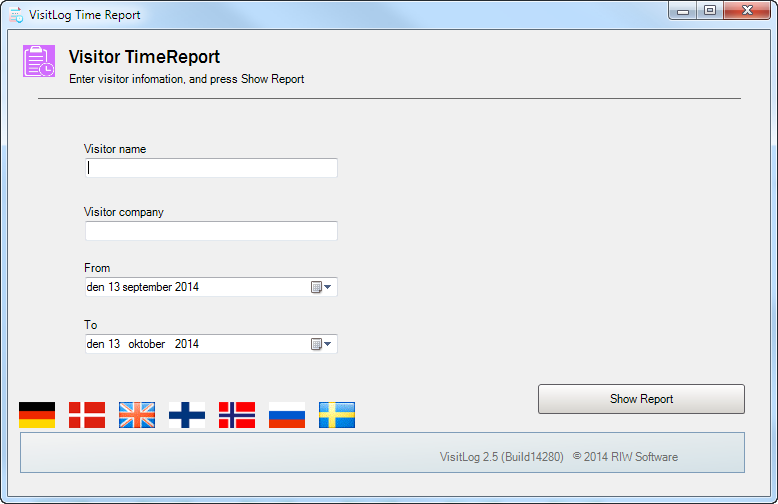 VisitLog Time Report
Visitor TimeReport
Enter visitor infomation, and press Show Report
Visitor name
Visitor company
From
den 13 september 2014
To
den 13 oktober 2014
Show Report
VisitLog 2.5 (Build14280) © 2014 RIW Software